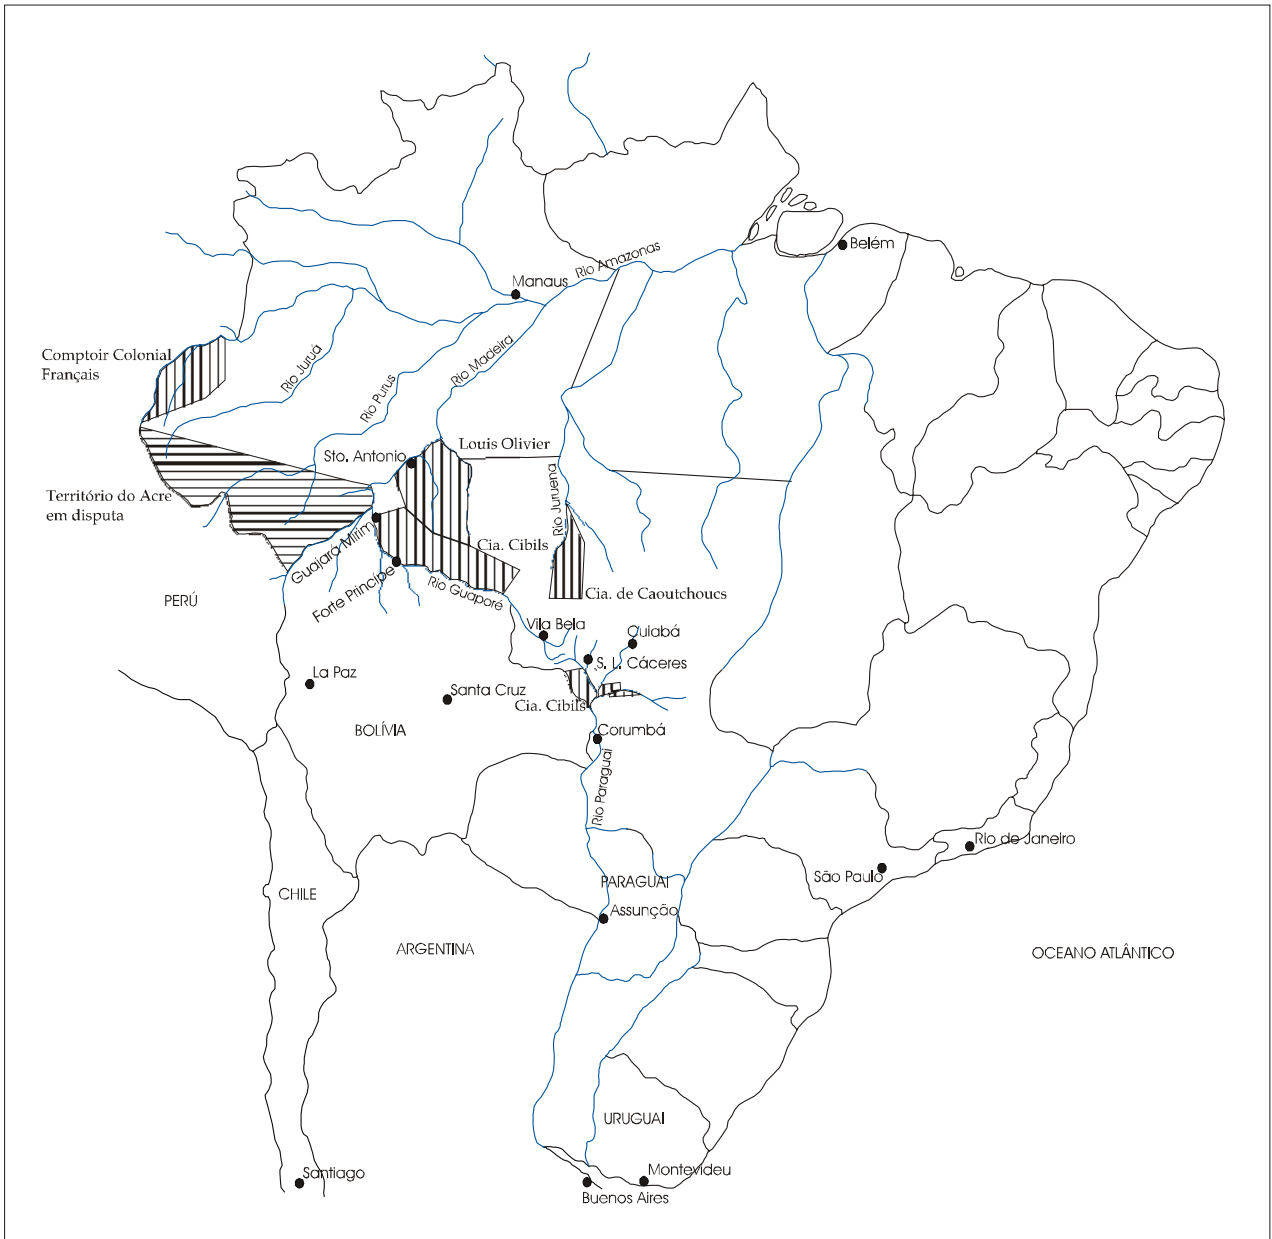 Belém
Rio Amazonas
Manaus
Comptoir Colonial
Français
Rio Juruá
Rio Madeira
Rio Purus
Louis Olivier
Sto. Antonio
Território do Acre
em disputa
Rio Juruena
Guajará Mirim
Cia. Cibils
Forte Principe
Rio Guaporé
Cia. de Caoutchoucs
PERÚ
Vila Bela
Cuiabá
S. L. Cáceres
La Paz
Santa Cruz
Cia. Cibils
BOLÍVIA
Corumbá
Rio Paraguai
Rio de Janeiro
São Paulo
PARAGUAI
CHILE
Assunção
ARGENTINA
OCEANO ATLÂNTICO
URUGUAI
Santiago
Montevideu
Buenos Aires